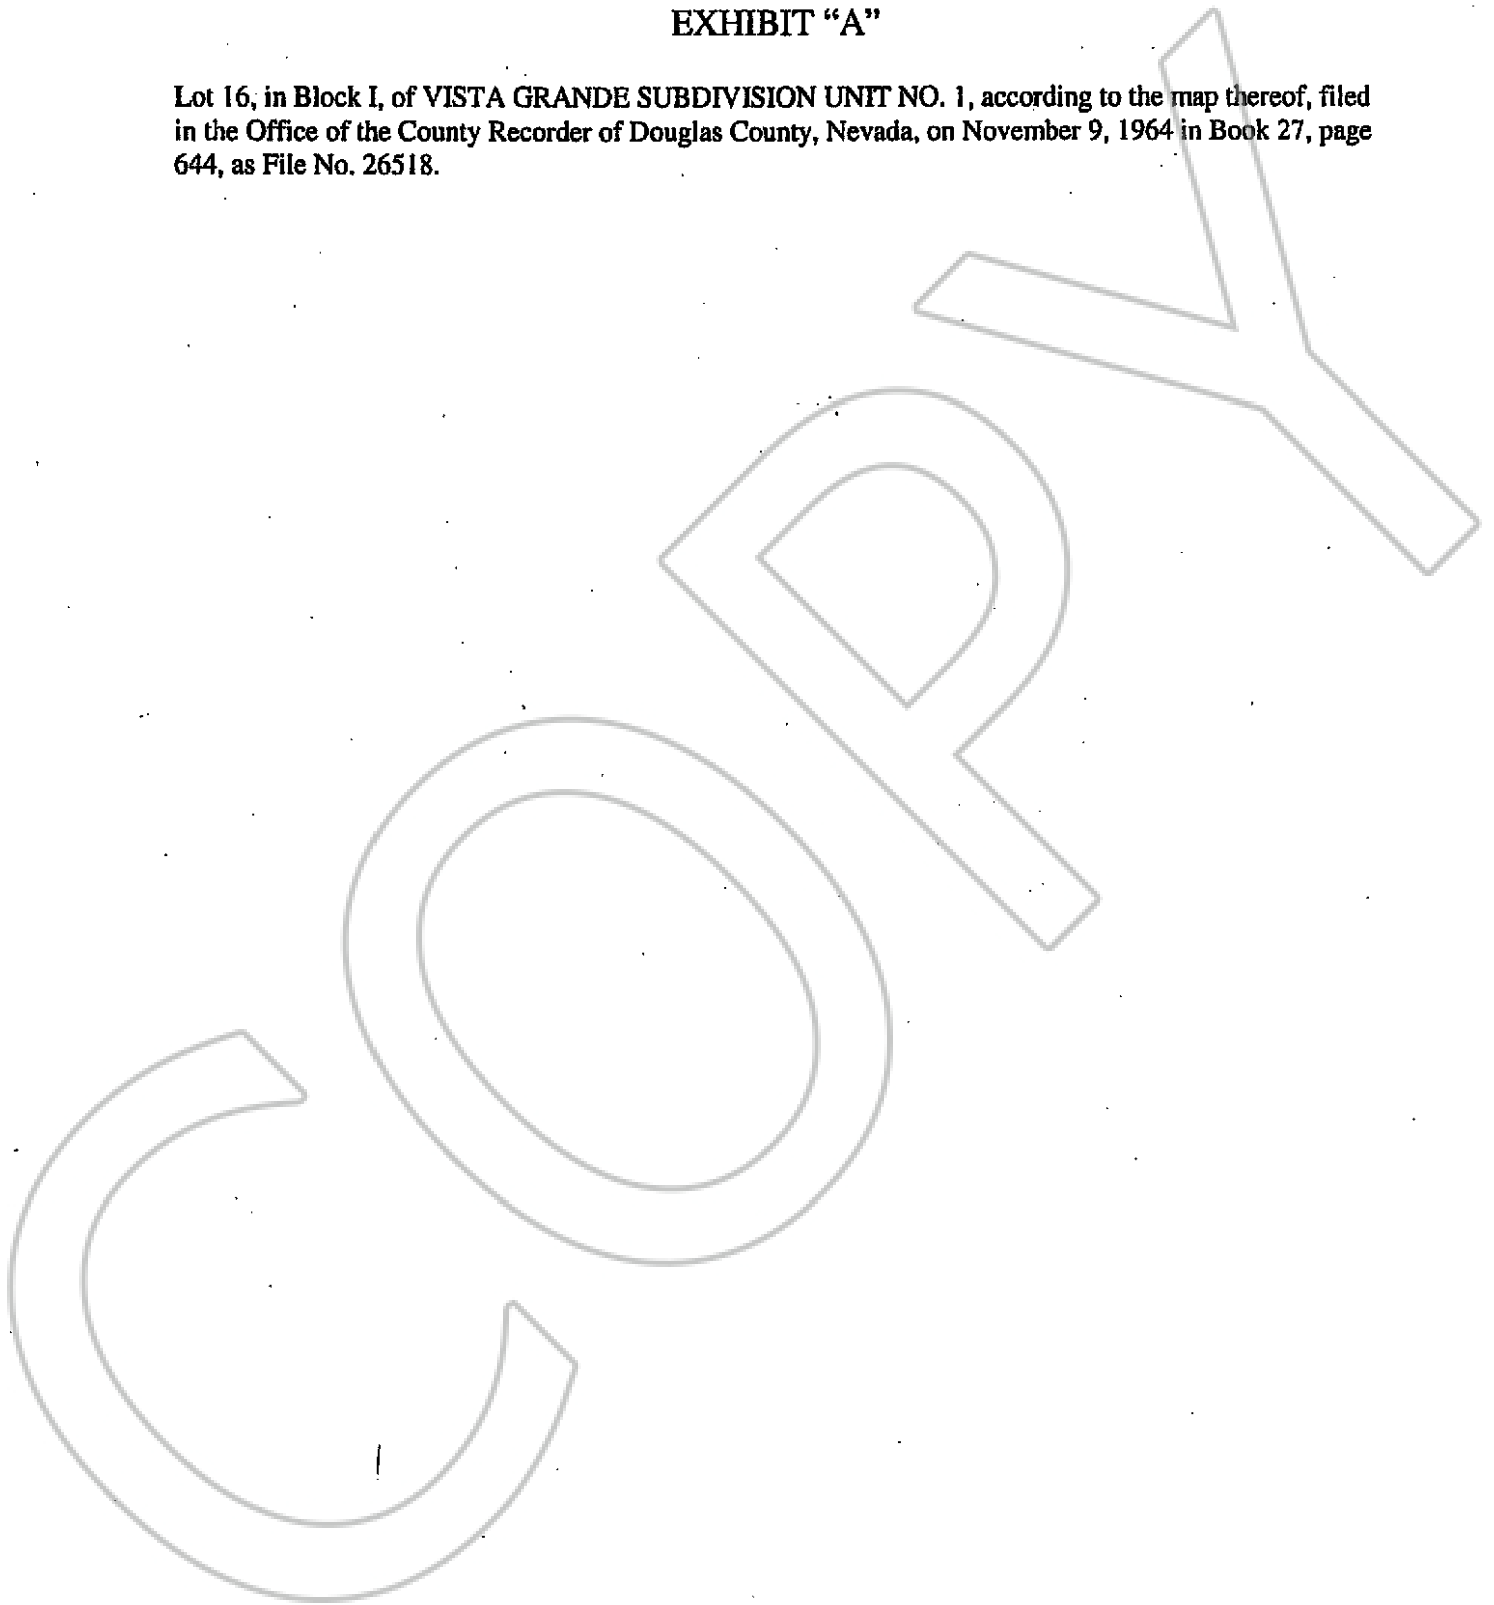 EXHIBIT “A”
Lot 16, in Block I, of VISTA GRANDE SUBDIVISION UNIT NO. 1, according to the map thereof, filed
in the Office of the County Recorder of Douglas County, Nevada, on November 9, 1964 in Book 27, page
644, as File No. 26518.
COPY